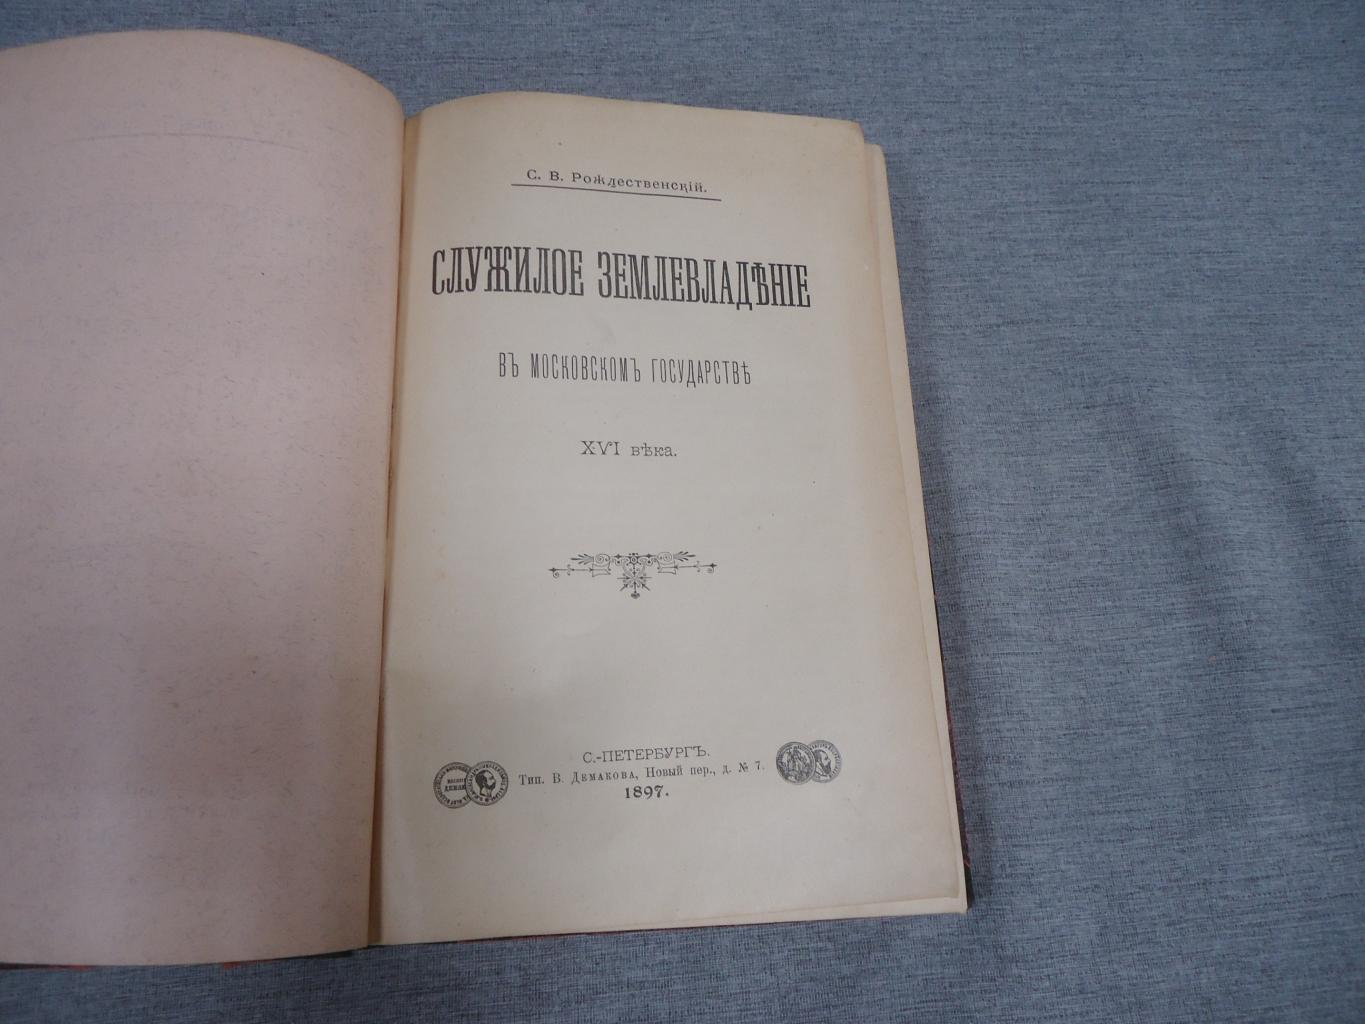 С. В. Рождественскій.
СЛУЖИЛОЕ ЗЕМЛЕВЛАДѢНІЕ
ВЪ МОСКОВСКОМЪ ГОСУДАРСТВѢ
XVI вѣка.
С.-ПЕТЕРБУРГЪ.
Тип. В. Демакова, Новый пер., д. № 7.
1897.